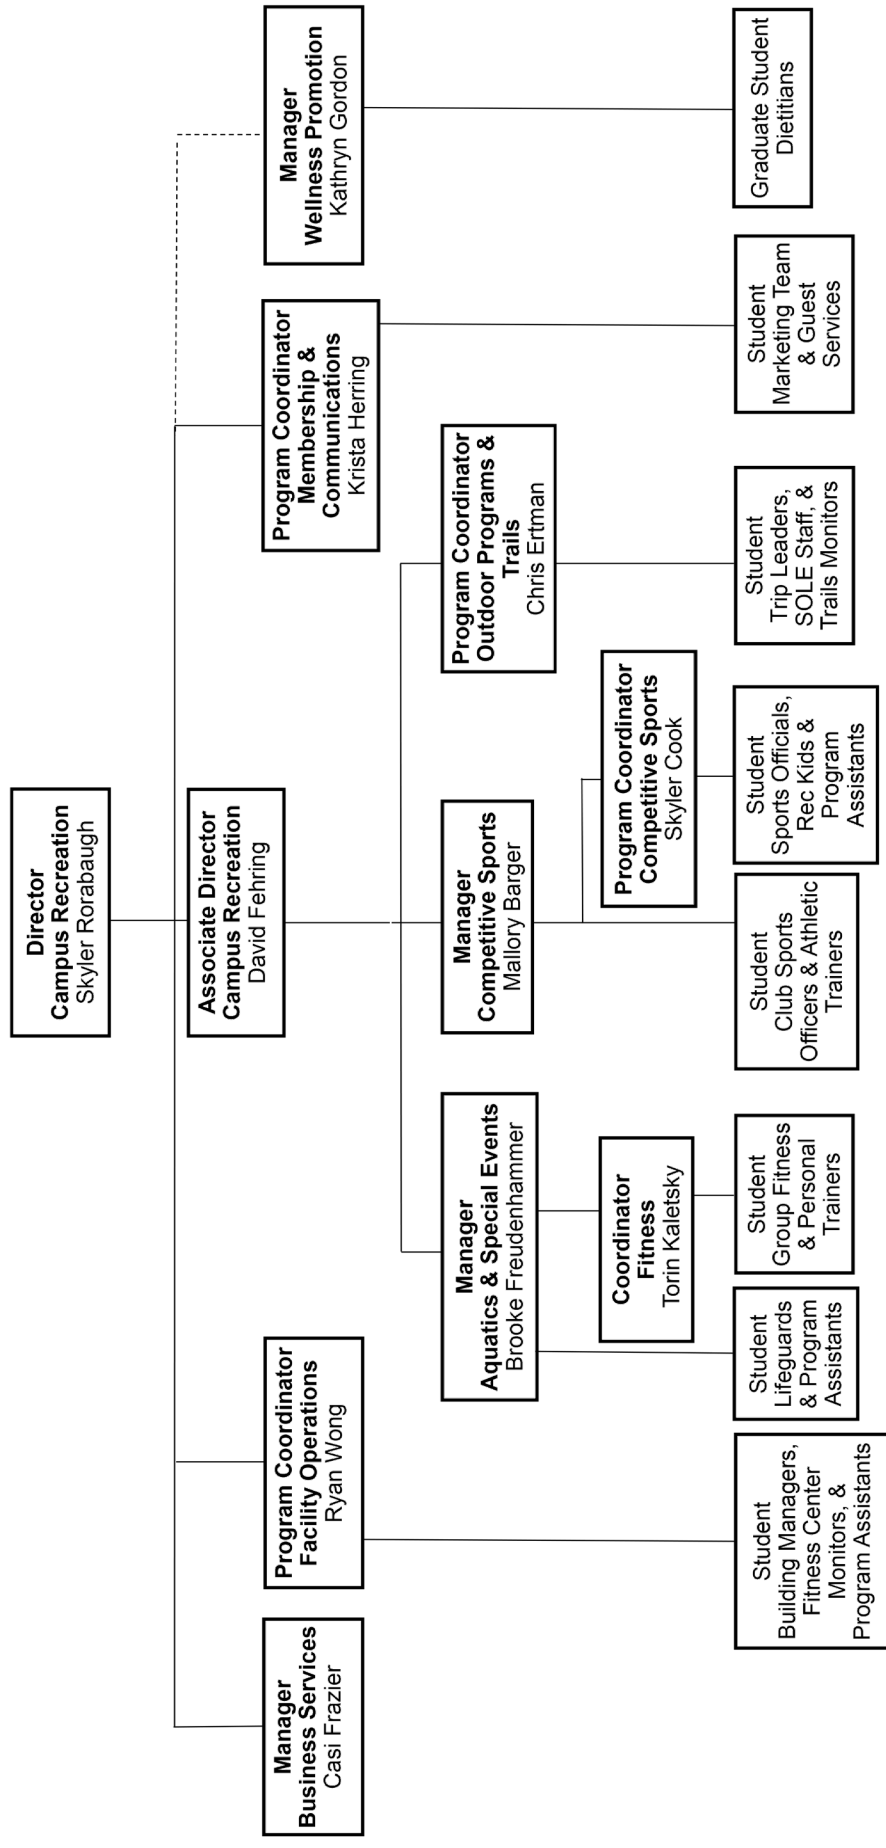 Director
Campus Recreation
Skyler Rorabaugh
Associate Director
Campus Recreation
David Fehring
Manager
Business Services
Casi Frazier
Program Coordinator
Facility Operations
Ryan Wong
Program Coordinator
Membership &
Communications
Krista Herring
Manager
Wellness Promotion
Kathryn Gordon
Manager
Aquatics & Special Events
Brooke Freudenhammer
Manager
Competitive Sports
Mallory Barger
Program Coordinator
Outdoor Programs &
Trails
Chris Ertman
Coordinator
Fitness
Torin Kaletsky
Program Coordinator
Competitive Sports
Skyler Cook
Student
Building Managers,
Fitness Center
Monitors, &
Program Assistants
Student
Lifeguards
& Program
Assistants
Student
Group Fitness
& Personal
Trainers
Student
Club Sports
Officers & Athletic
Trainers
Student
Sports Officials,
Rec Kids &
Program
Assistants
Student
Trip Leaders,
SOLE Staff, &
Trails Monitors
Student
Marketing Team
& Guest
Services
Graduate Student
Dietitians